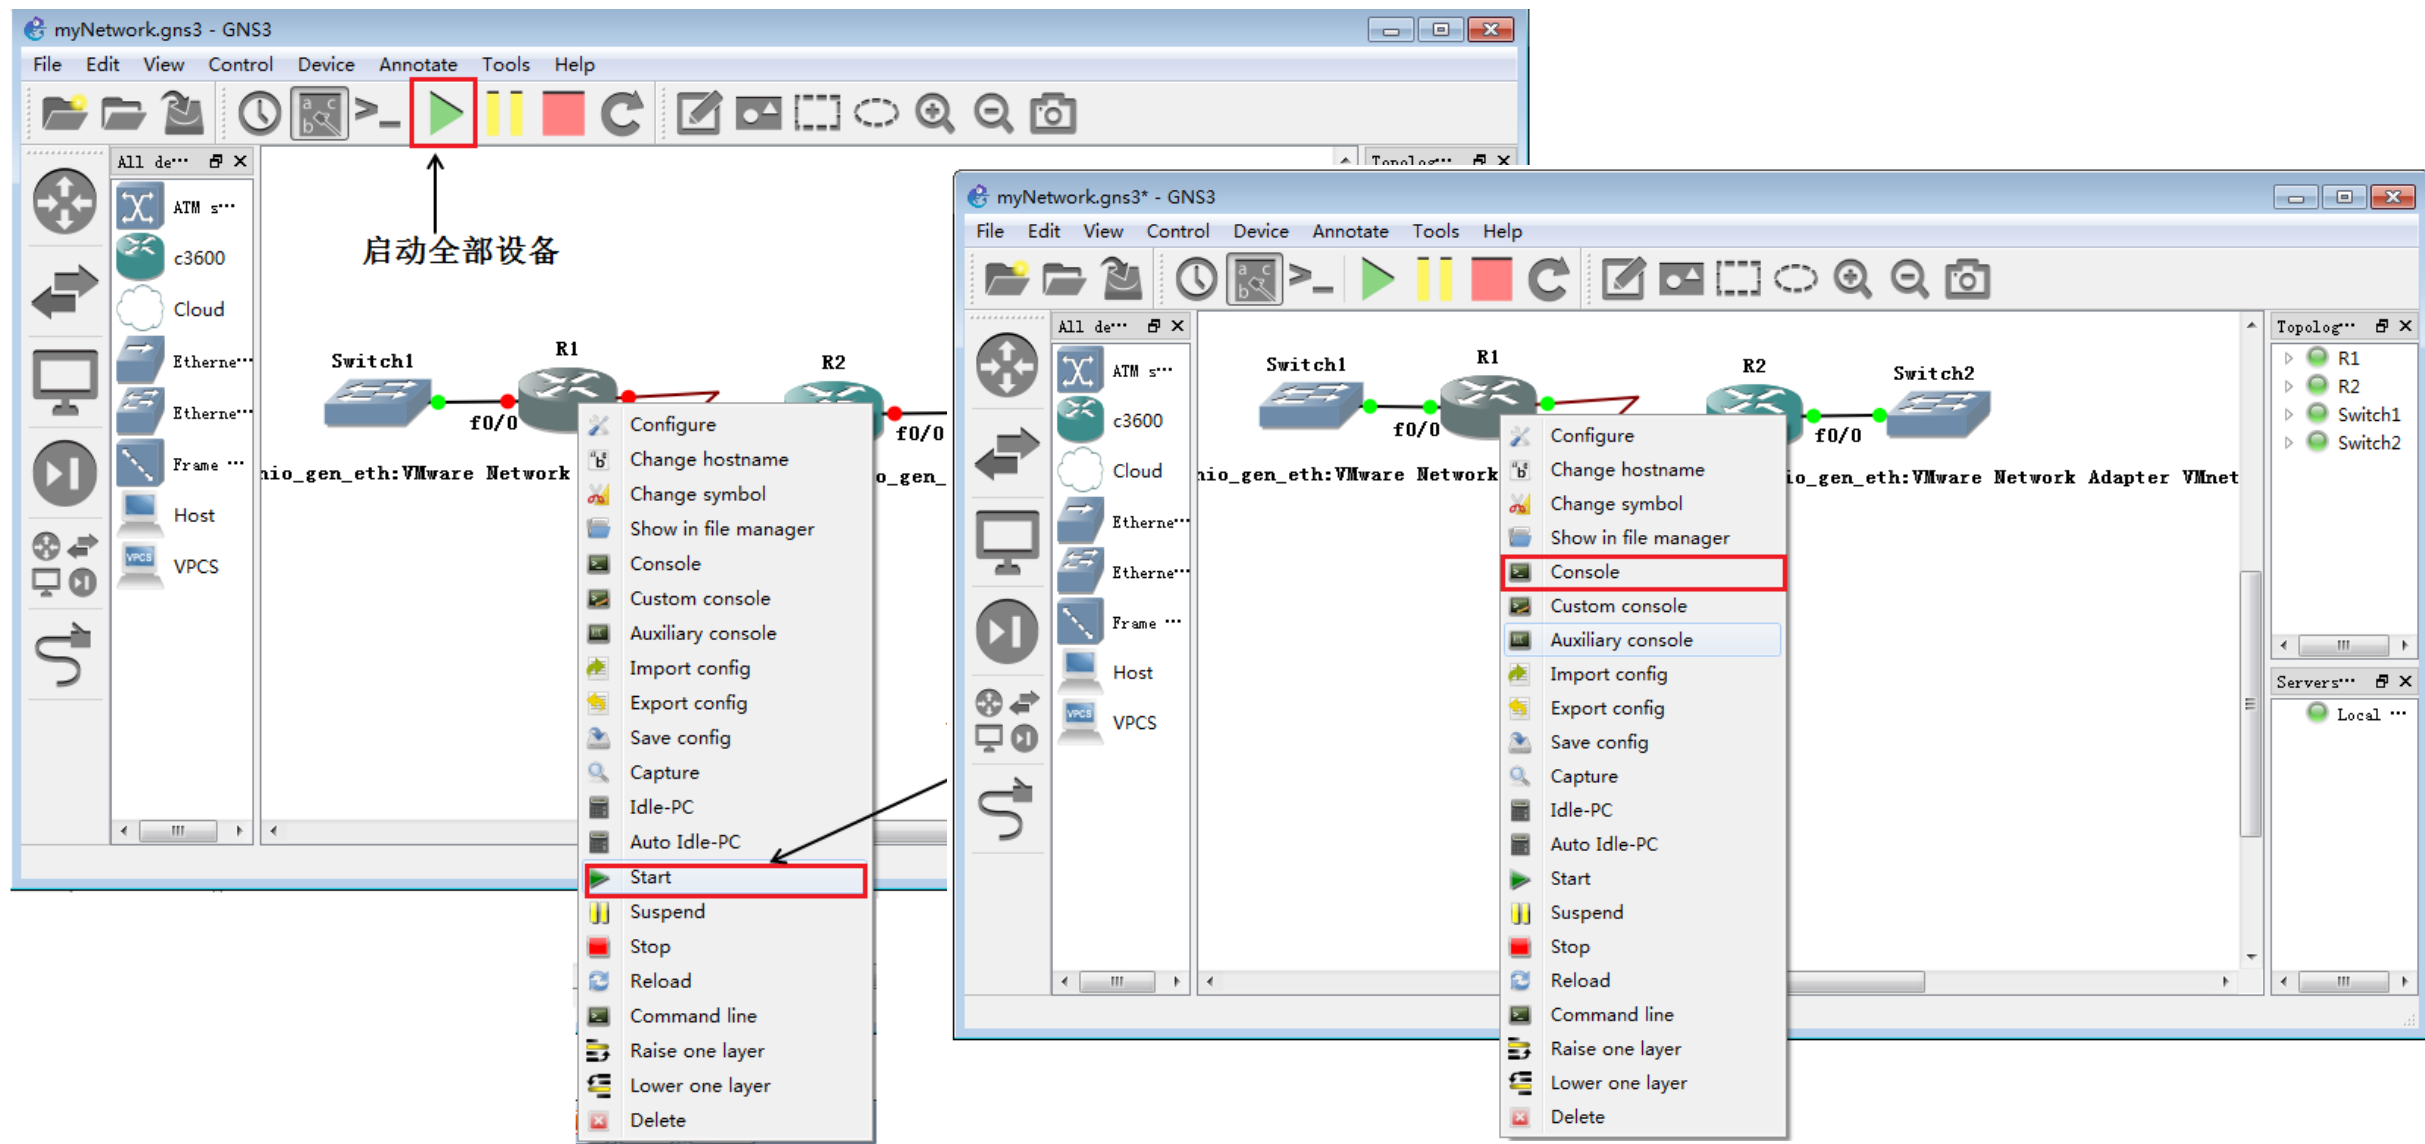 myNetwork.gns3 - GNS3
File Edit View Control Device Annotate Tools Help
All de··· Topolog···
启动全部设备
ATM s···
c3600
Cloud
Etherne···
Etherne···
Frame ···
Host
VPCS
Switch1
R1
R2
f0/0
f0/0
nio_gen_eth:VMware Network
o_gen_
Configure
Change hostname
Change symbol
Show in file manager
Console
Custom console
Auxiliary console
Import config
Export config
Save config
Capture
Idle-PC
Auto Idle-PC
Start
Suspend
Stop
Reload
Command line
Raise one layer
Lower one layer
Delete
myNetwork.gns3* - GNS3
File Edit View Control Device Annotate Tools Help
All de···
ATM s···
c3600
Cloud
Etherne···
Etherne···
Frame ···
Host
VPCS
Switch1
R1
R2
Switch2
f0/0
f0/0
nio_gen_eth:VMware Network
io_gen_eth:VMware Network Adapter VMnet
Configure
Change hostname
Change symbol
Show in file manager
Console
Custom console
Auxiliary console
Import config
Export config
Save config
Capture
Idle-PC
Auto Idle-PC
Start
Suspend
Stop
Reload
Command line
Raise one layer
Lower one layer
Delete
Topolog···
R1
R2
Switch1
Switch2
Servers···
Local ···